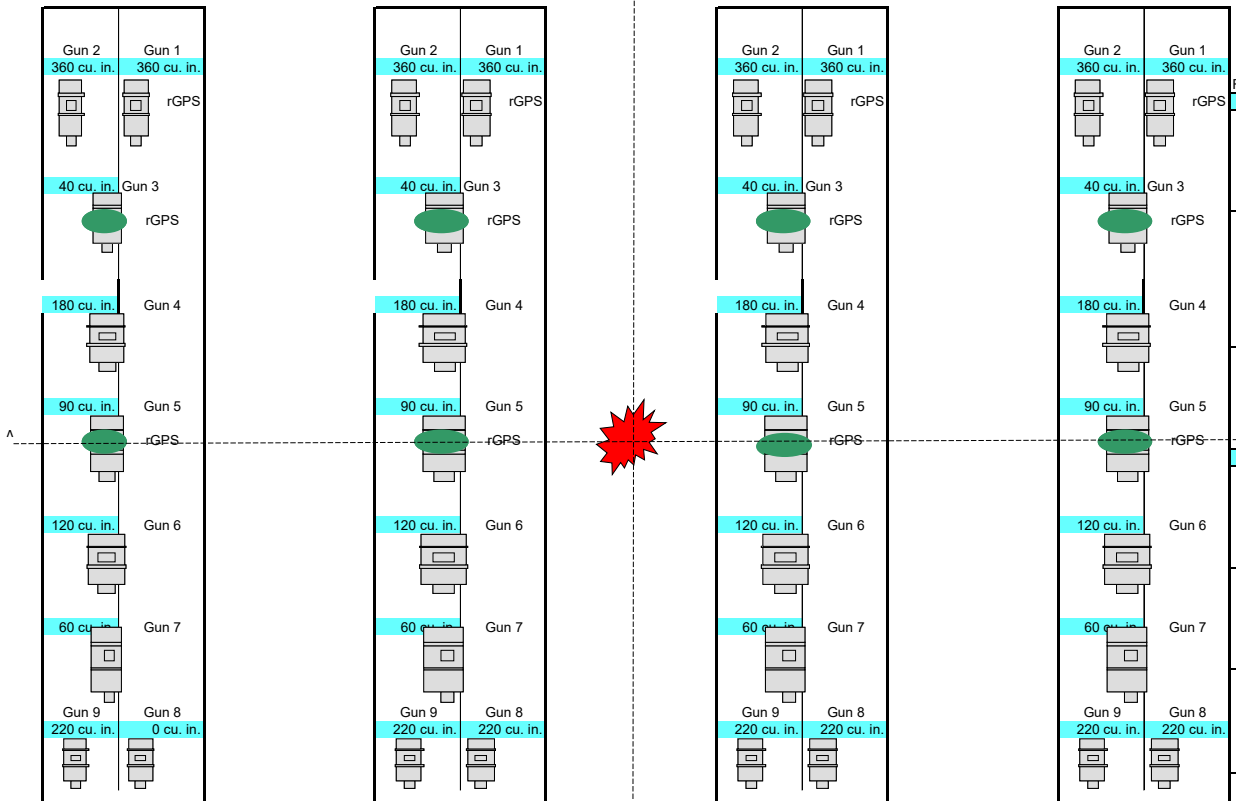 Gun 2 Gun 1 Gun 2 Gun 1 Gun 2 Gun 1 Gun 2 Gun 1
360 cu. in. 360 cu. in. 360 cu. in. 360 cu. in. 360 cu. in. 360 cu. in. 360 cu. in. 360 cu. in.
rGPS rGPS rGPS rGPS
40 cu. in. Gun 3 40 cu. in. Gun 3 40 cu. in. Gun 3 40 cu. in. Gun 3
rGPS rGPS rGPS rGPS
180 cu. in. Gun 4 180 cu. in. Gun 4 180 cu. in. Gun 4 180 cu. in. Gun 4
90 cu. in. Gun 5 90 cu. in. Gun 5 90 cu. in. Gun 5 90 cu. in. Gun 5
^ rGPS rGPS rGPS rGPS
120 cu. in. Gun 6 120 cu. in. Gun 6 120 cu. in. Gun 6 120 cu. in. Gun 6
60 cu. in. Gun 7 60 cu. in. Gun 7 60 cu. in. Gun 7 60 cu. in. Gun 7
Gun 9 Gun 8 Gun 9 Gun 8 Gun 9 Gun 8 Gun 9 Gun 8
220 cu. in. 0 cu. in. 220 cu. in. 220 cu. in. 220 cu. in. 220 cu. in. 220 cu. in. 220 cu. in.